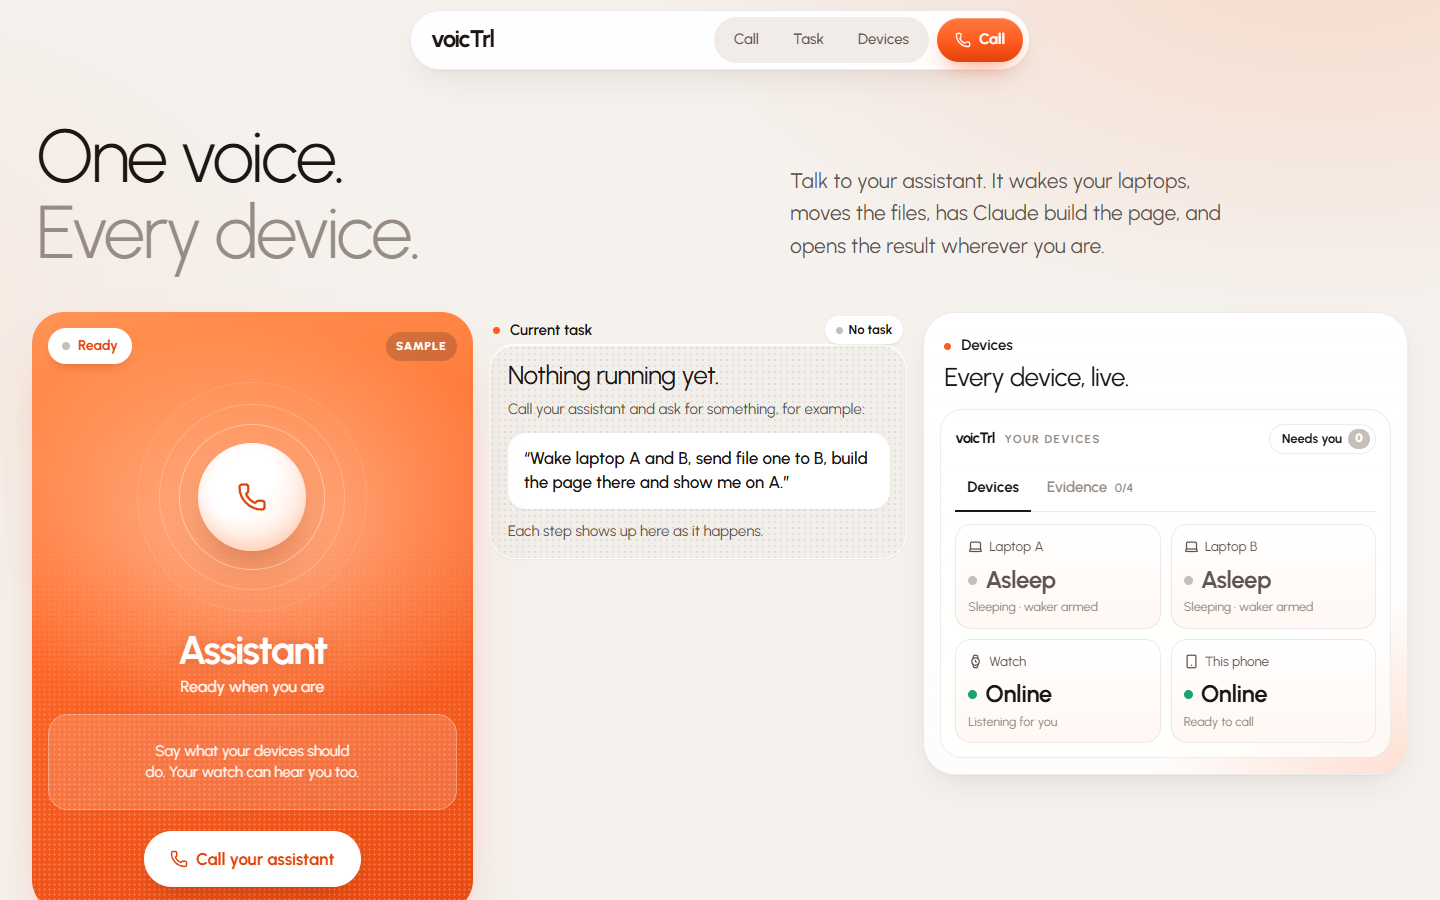 voicTrl
Call
Task
Devices
Call
One voice.
Every device.
Talk to your assistant. It wakes your laptops,
moves the files, has Claude build the page, and
opens the result wherever you are.
Ready
SAMPLE
Assistant
Ready when you are
Say what your devices should
do. Your watch can hear you too.
Call your assistant
Current task
No task
Nothing running yet.
Call your assistant and ask for something, for example:
“Wake laptop A and B, send file one to B, build
the page there and show me on A.”
Each step shows up here as it happens.
Devices
Every device, live.
voicTrl YOUR DEVICES
Needs you 0
Devices
Evidence 0/4
Laptop A
Asleep
Sleeping · waker armed
Laptop B
Asleep
Sleeping · waker armed
Watch
Online
Listening for you
This phone
Online
Ready to call